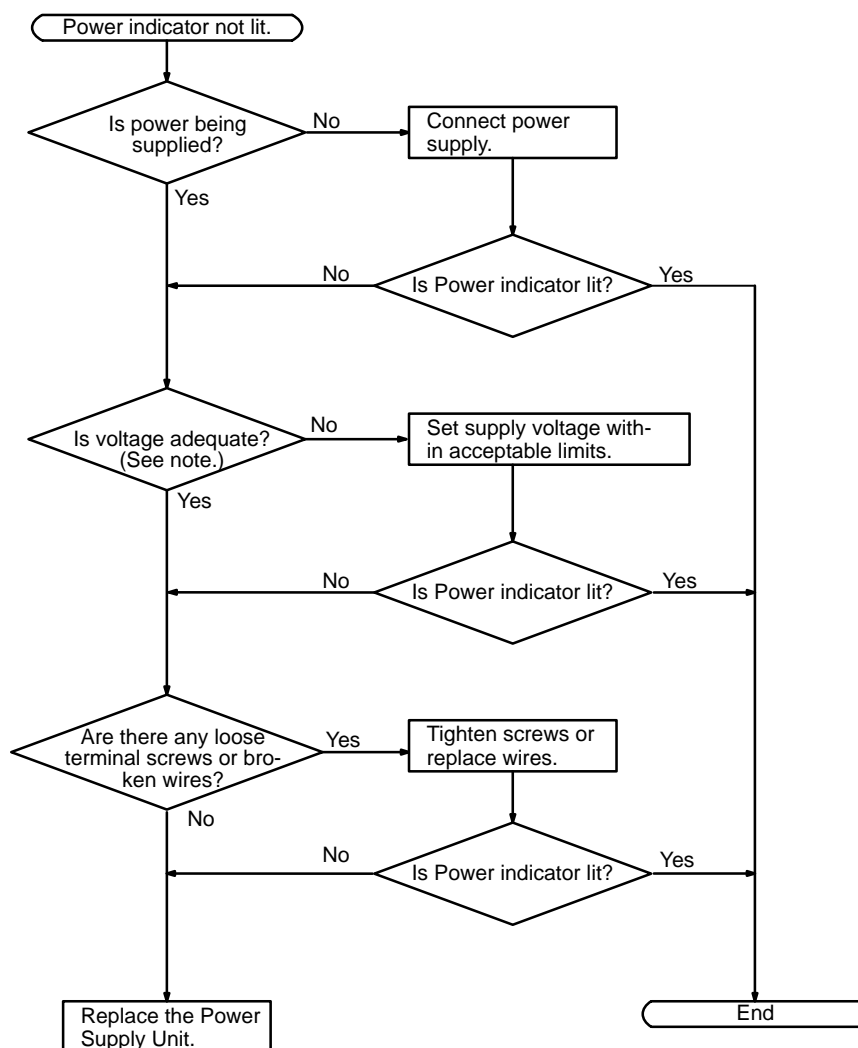 Power indicator not lit.
Is power being
supplied?
No
Connect power
supply.
Yes
No
Is Power indicator lit?
Yes
Is voltage adequate?
(See note.)
No
Set supply voltage with-
in acceptable limits.
Yes
No
Is Power indicator lit?
Yes
Are there any loose
terminal screws or bro-
ken wires?
Yes
Tighten screws or
replace wires.
No
No
Is Power indicator lit?
Yes
Replace the Power
Supply Unit.
End